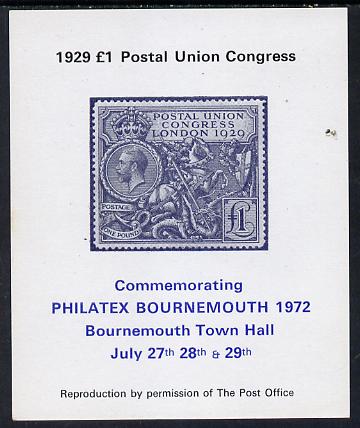 1929 £1 Postal Union Congress
POSTAL UNION
CONGRESS
LONDON 1929
POSTAGE
ONE POUND
£1
Commemorating
PHILATEX BOURNEMOUTH 1972
Bournemouth Town Hall
July 27th 28th & 29th
Reproduction by permission of The Post Office